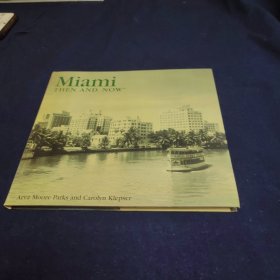 Miami
THEN AND NOW
Arva Moore Parks and Carolyn Klepser